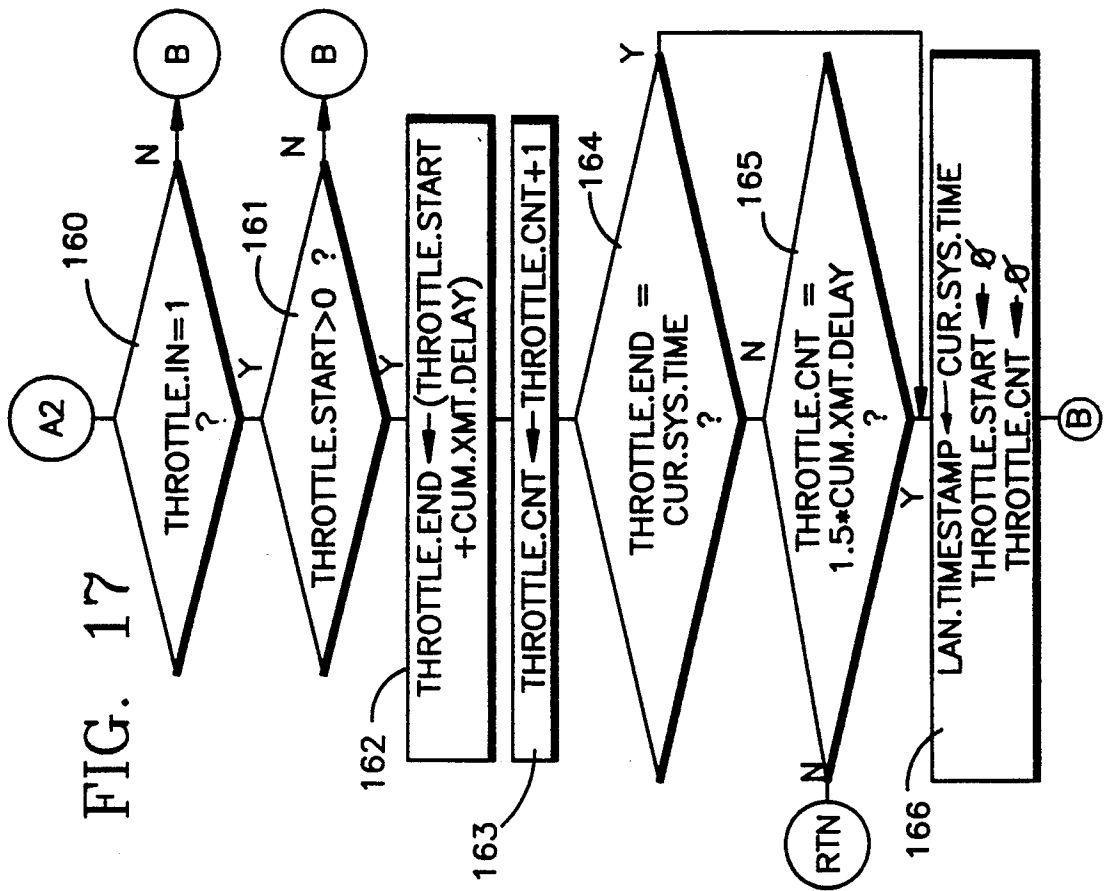 FIG. 17
A2
160
THROTTLE.IN=1
?
N
B
Y
161
THROTTLE.START>0 ?
N
B
Y
162
THROTTLE.END ← (THROTTLE.START
+CUM.XMT.DELAY)
163
THROTTLE.CNT ← THROTTLE.CNT+1
164
THROTTLE.END =
CUR.SYS.TIME
?
Y
N
165
THROTTLE.CNT =
1.5*CUM.XMT.DELAY
?
N
RTN
Y
166
LAN.TIMESTAMP ← CUR.SYS.TIME
THROTTLE.START ← Ø
THROTTLE.CNT ← Ø
B